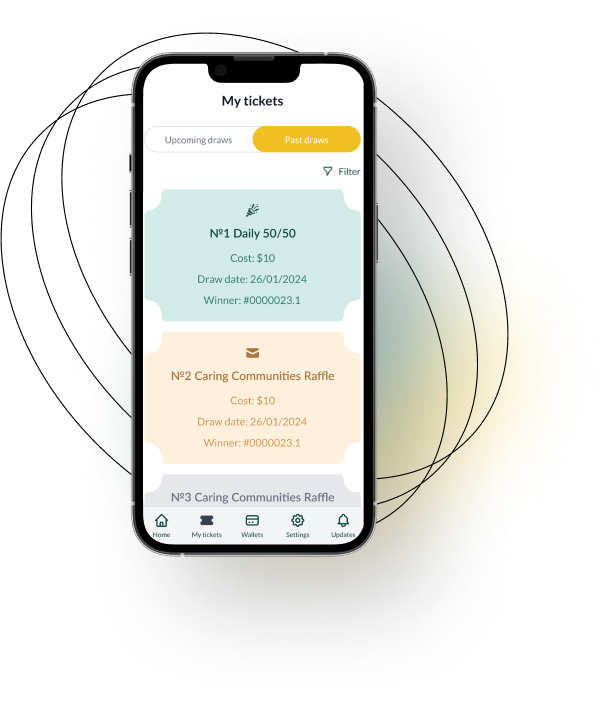 My tickets
Upcoming draws
Past draws
Filter
№1 Daily 50/50
Cost: $10
Draw date: 26/01/2024
Winner: #0000023.1
№2 Caring Communities Raffle
Cost: $10
Draw date: 26/01/2024
Winner: #0000023.1
№3 Caring Communities Raffle
Home
My tickets
Wallets
Settings
Updates